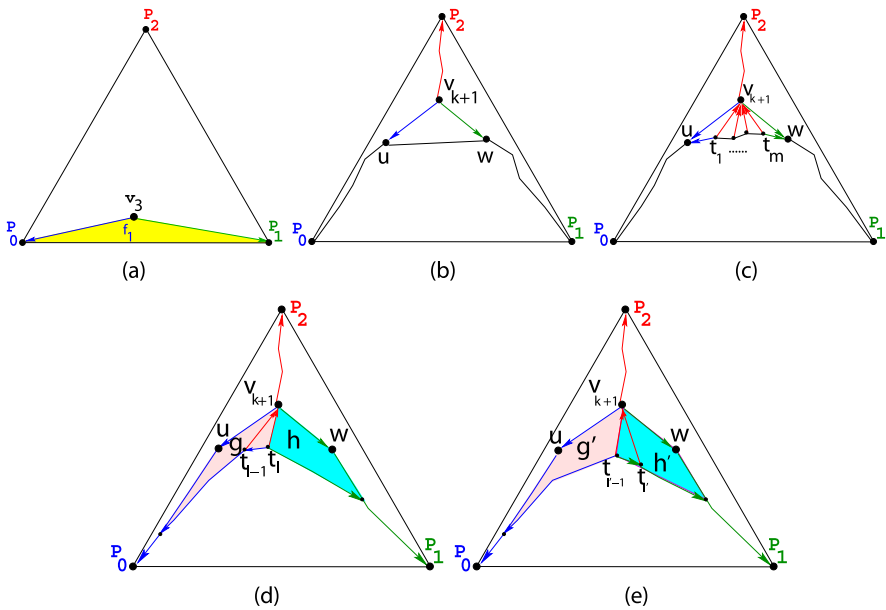 P2
v3
f1
P0
P1
(a)
P2
vk+1
u
w
P0
P1
(b)
P2
vk+1
u
w
t1 ...... tm
P0
P1
(c)
P2
vk+1
u
g
h
w
tl-1
tl
P0
P1
(d)
P2
vk+1
u
g'
h'
w
tl'-1
tl'
P0
P1
(e)